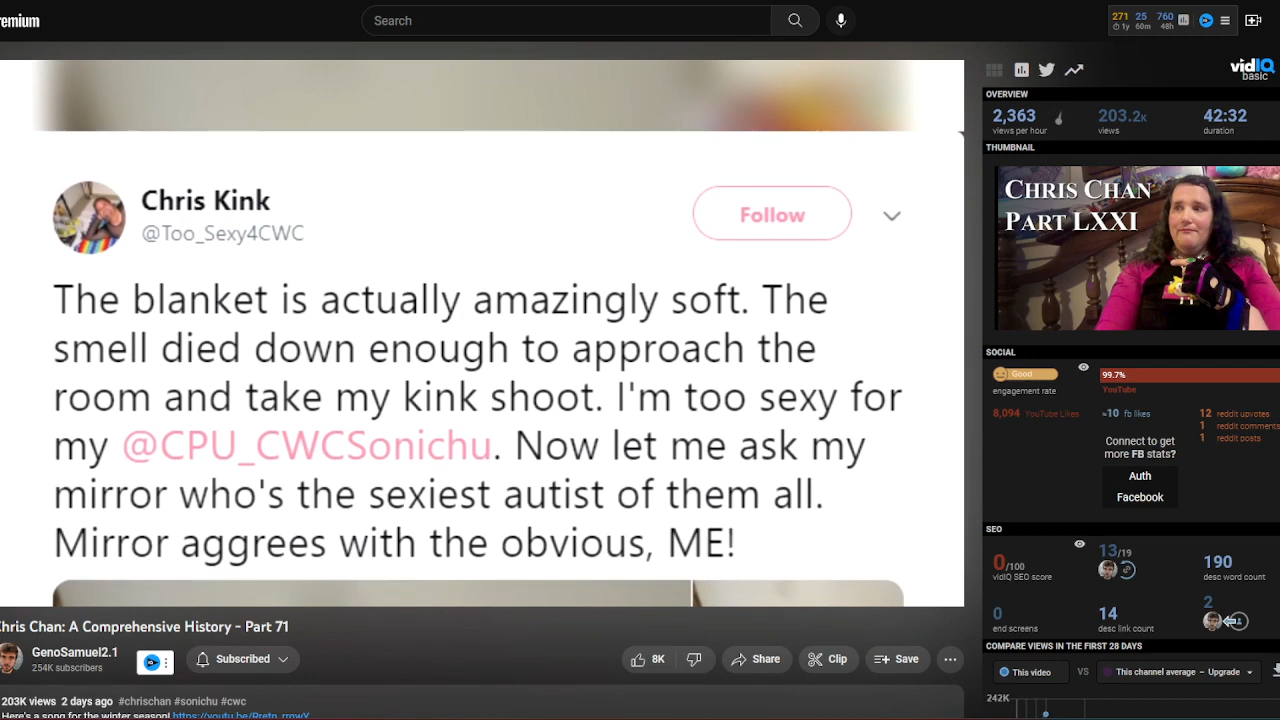 remium
Search
271 25 760
1y 60m 48h
Chris Kink
@Too_Sexy4CWC
Follow
The blanket is actually amazingly soft. The
smell died down enough to approach the
room and take my kink shoot. I'm too sexy for
my @CPU_CWCSonichu. Now let me ask my
mirror who's the sexiest autist of them all.
Mirror aggrees with the obvious, ME!
hris Chan: A Comprehensive History - Part 71
GenoSamuel2.1
254K subscribers
Subscribed
8K
Share
Clip
Save
203K views 2 days ago #chrischan #sonichu #cwc
Here's a song for the winter season!
vidIQ
basic
OVERVIEW
2,363
views per hour
203.2K
views
42:32
duration
THUMBNAIL
CHRIS CHAN
PART LXXI
SOCIAL
Good
engagement rate
99.7%
YouTube
8,094 YouTube Likes
≈10 fb likes
Connect to get
more FB stats?
Auth
Facebook
12 reddit upvotes
1 reddit comments
1 reddit posts
SEO
0/100
vidIQ SEO score
13/19
190
desc word count
0
end screens
14
desc link count
2
COMPARE VIEWS IN THE FIRST 28 DAYS
This video VS This channel average - Upgrade
242K